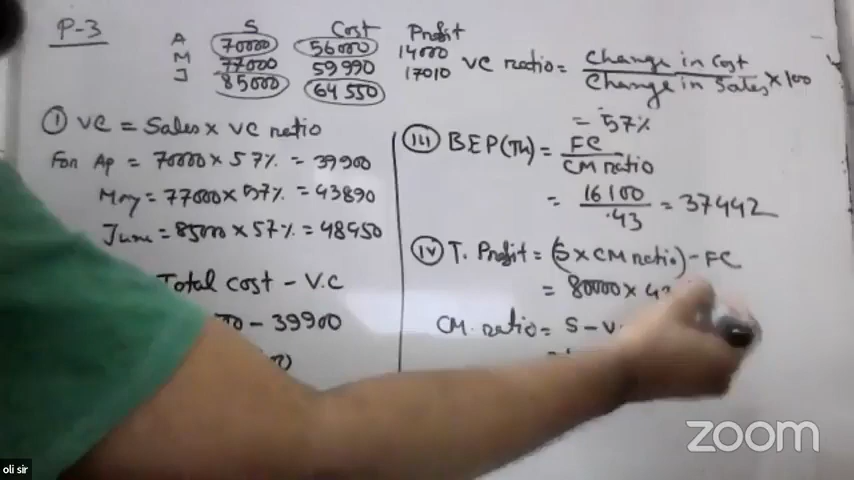 P-3
S Cost Profit
A 70000 56000 14000
M 77000 59990 17010
J 85000 64550
VC ratio = Change in Cost / Change in Sales × 100
= 57%
① VC = Sales × VC ratio
For Ap = 70000 × 57% = 39900
May = 77000 × 57% = 43890
June = 85000 × 57% = 48450
Total cost - V.C
- 39900
(iii) BEP(Tk) = FC / CM ratio
= 16100 / .43 = 37442
(iv) T. Profit = (S × CM ratio) - FC
= 80000 ×
CM. ratio = S - V
zoom
oli sir